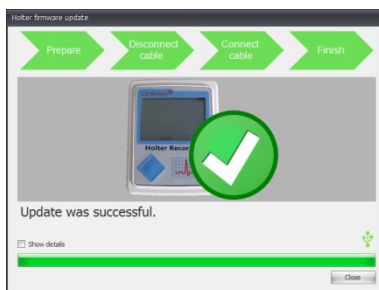 Holter firmware update
Prepare
Disconnect
cable
Connect
cable
Finish
Holter Recor
Update was successful.
Show details
Close